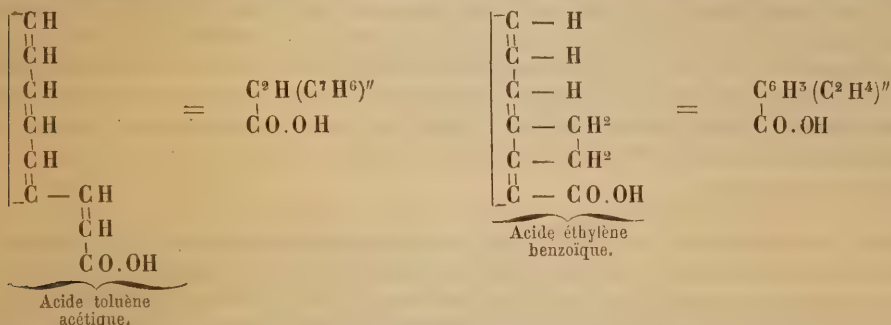 CH
CH
CH = C²H(C⁷H⁶)″
CH CO.OH
CH
C — CH
CH
CO.OH
Acide toluène
acétique.
C — H
C — H
C — H = C⁶H³(C²H⁴)″
C — CH² CO.OH
C — CH²
C — CO.OH
Acide éthylène
benzoïque.